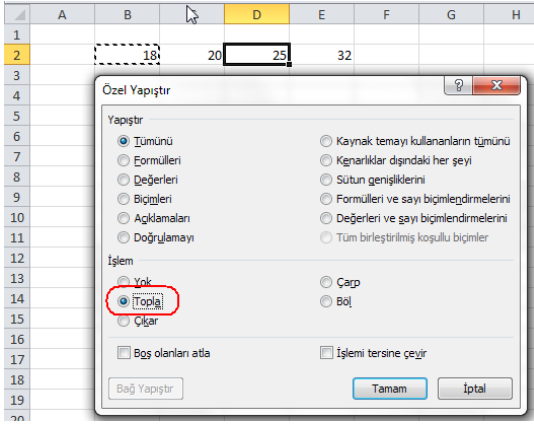 A B C D E F G H
1
2 18 20 25 32
3
Özel Yapıştır
4
5 Yapıştır
6 Tümünü Kaynak temayı kullananların tümünü
7 Formülleri Kenarlıklar dışındaki her şeyi
8 Değerleri Sütun genişliklerini
9 Biçimleri Formülleri ve sayı biçimlendirmelerini
10 Açıklamaları Değerleri ve sayı biçimlendirmelerini
11 Doğrulamayı Tüm birleştirilmiş koşullu biçimler
12 İşlem
13 Yok Çarp
14 Topla Böl
15 Çıkar
16
17 Boş olanları atla İşlemi tersine çevir
18
19 Bağ Yapıştır Tamam İptal
20